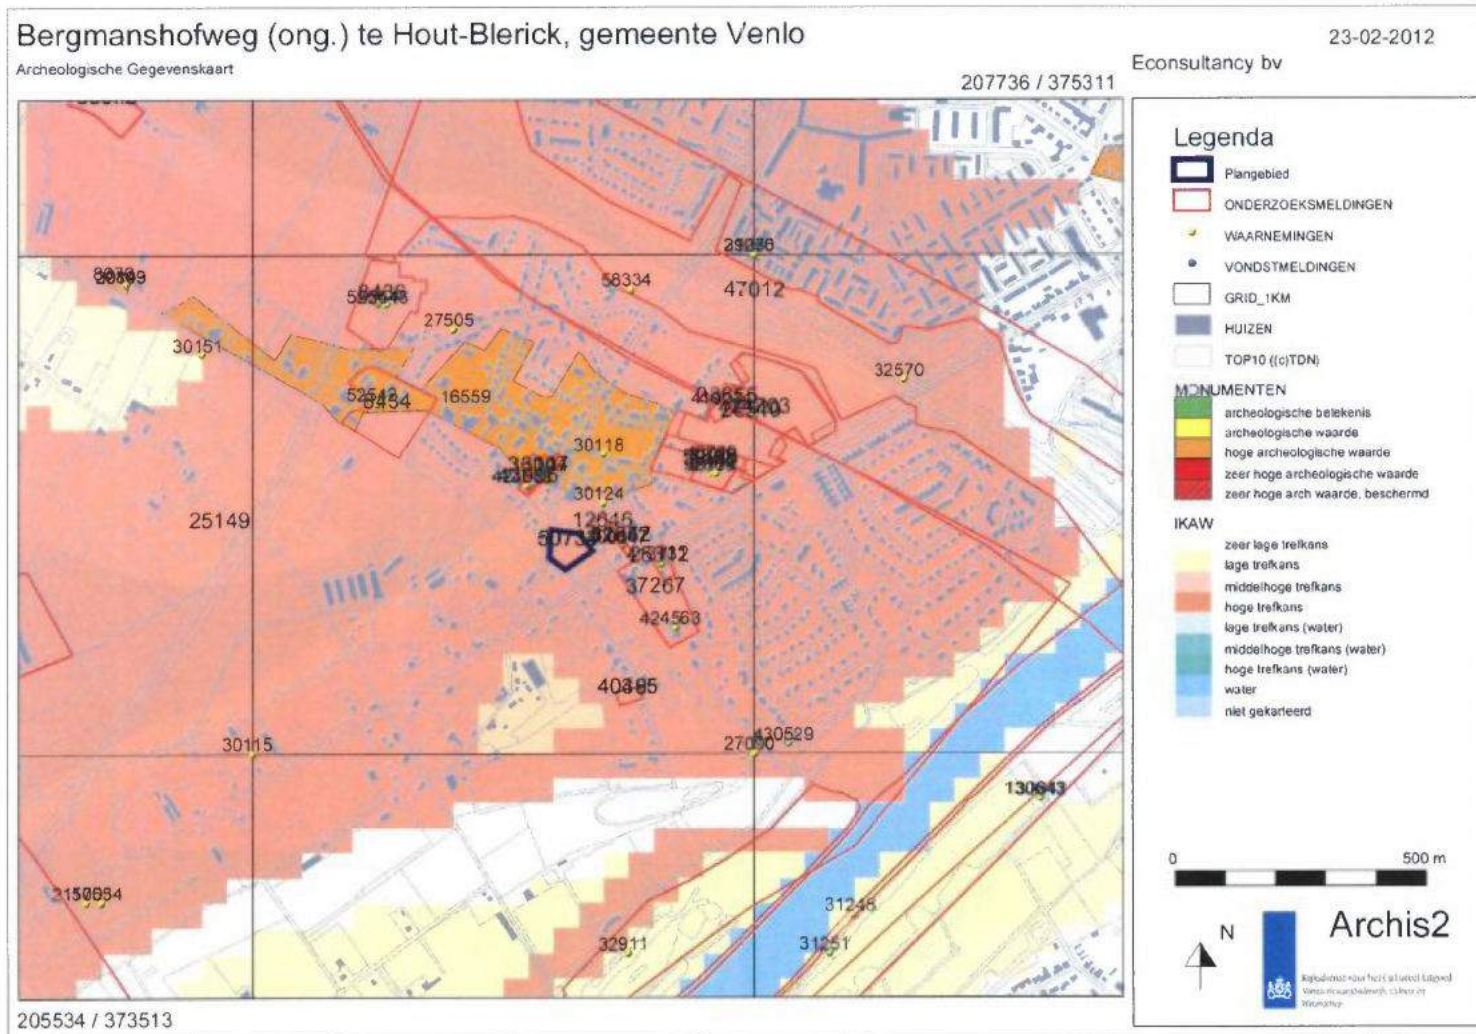 Bergmanshofweg (ong.) te Hout-Blerick, gemeente Venlo
23-02-2012
Archeologische Gegevenskaart
Econsultancy bv
207736 / 375311
47012
58334
27505
30151
32570
16559
30118
30124
25149
37267
30115
32911
31248
31251
205534 / 373513
Legenda
Plangebied
ONDERZOEKSMELDINGEN
WAARNEMINGEN
VONDSTMELDINGEN
GRID_1KM
HUIZEN
TOP10 ((c)TDN)
MONUMENTEN
archeologische betekenis
archeologische waarde
hoge archeologische waarde
zeer hoge archeologische waarde
zeer hoge arch waarde, beschermd
IKAW
zeer lage trefkans
lage trefkans
middelhoge trefkans
hoge trefkans
lage trefkans (water)
middelhoge trefkans (water)
hoge trefkans (water)
water
niet gekarteerd
0 500 m
N
Archis2